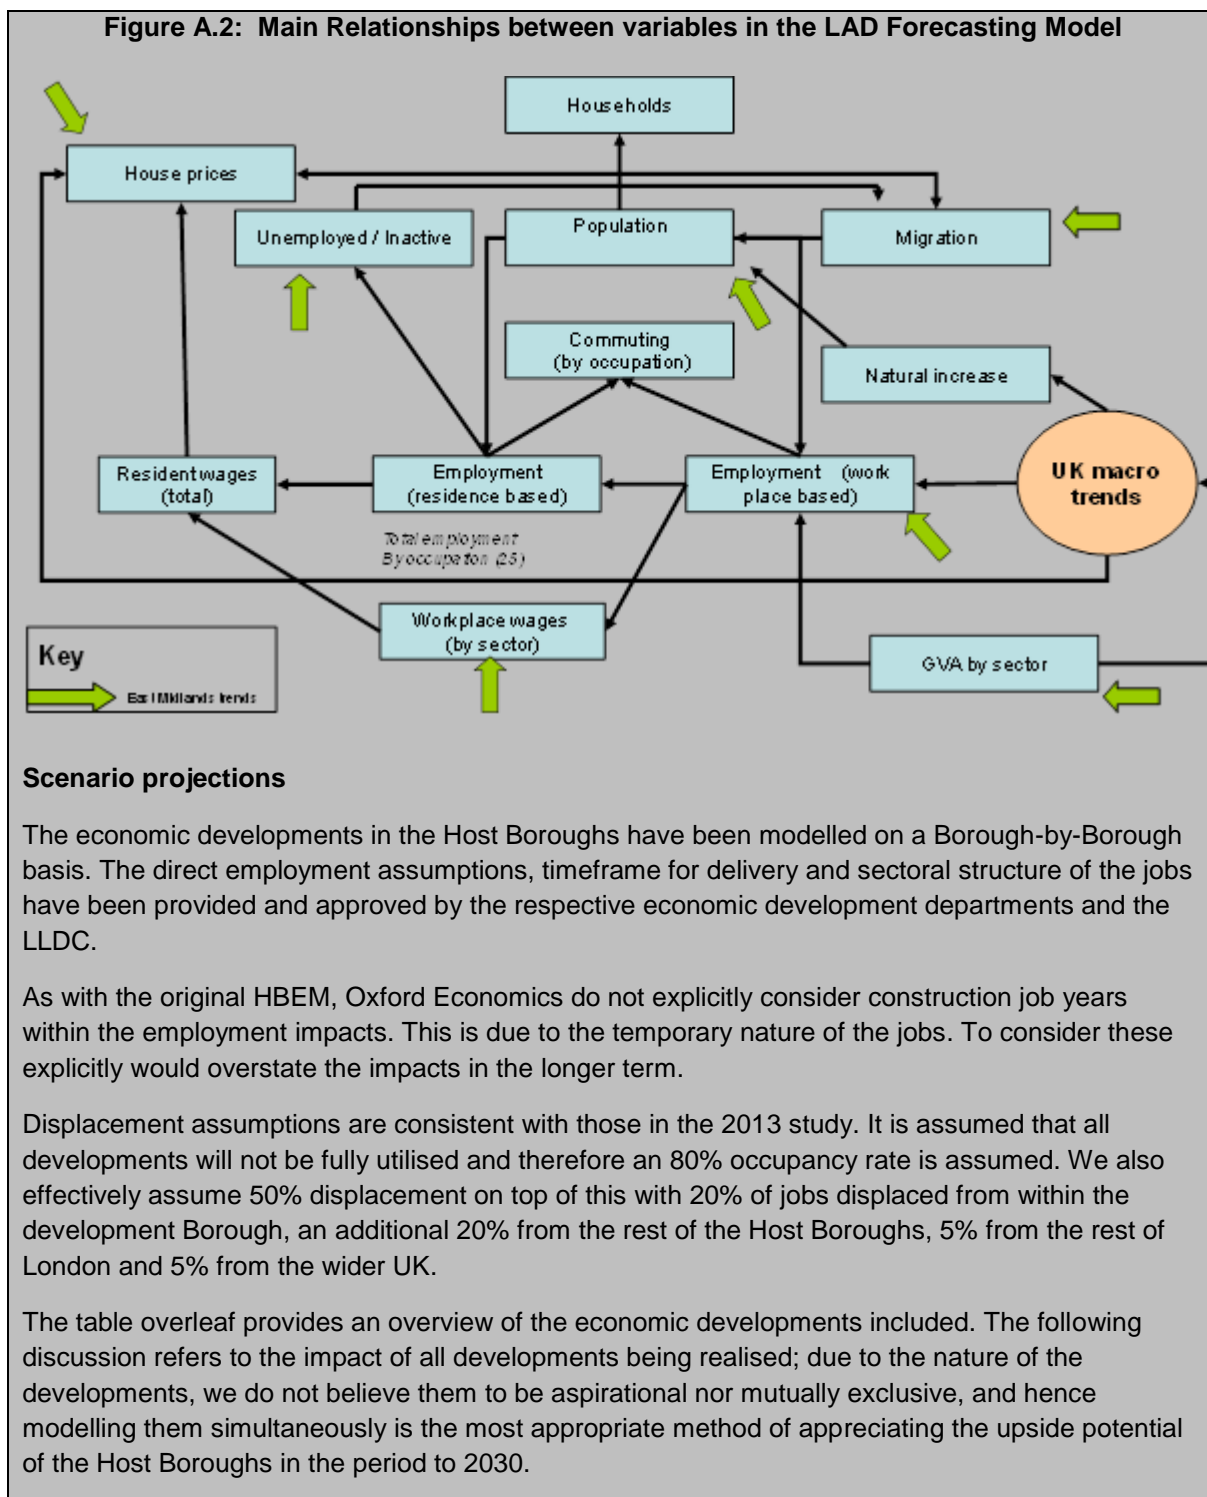 Figure A.2: Main Relationships between variables in the LAD Forecasting Model
Households
House prices
Unemployed / Inactive
Population
Migration
Commuting
(by occupation)
Natural increase
Resident wages
(total)
Employment
(residence based)
Employment (work
place based)
UK macro
trends
Total employment
By occupation (25)
Workplace wages
(by sector)
GVA by sector
Key
East Midlands trends
Scenario projections
The economic developments in the Host Boroughs have been modelled on a Borough-by-Borough
basis. The direct employment assumptions, timeframe for delivery and sectoral structure of the jobs
have been provided and approved by the respective economic development departments and the
LLDC.
As with the original HBEM, Oxford Economics do not explicitly consider construction job years
within the employment impacts. This is due to the temporary nature of the jobs. To consider these
explicitly would overstate the impacts in the longer term.
Displacement assumptions are consistent with those in the 2013 study. It is assumed that all
developments will not be fully utilised and therefore an 80% occupancy rate is assumed. We also
effectively assume 50% displacement on top of this with 20% of jobs displaced from within the
development Borough, an additional 20% from the rest of the Host Boroughs, 5% from the rest of
London and 5% from the wider UK.
The table overleaf provides an overview of the economic developments included. The following
discussion refers to the impact of all developments being realised; due to the nature of the
developments, we do not believe them to be aspirational nor mutually exclusive, and hence
modelling them simultaneously is the most appropriate method of appreciating the upside potential
of the Host Boroughs in the period to 2030.